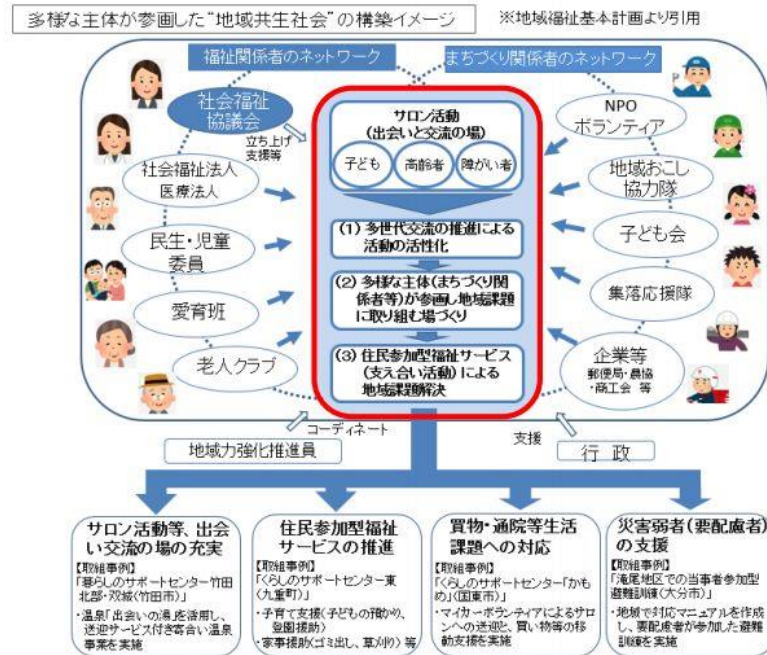 多様な主体が参画した“地域共生社会”の構築イメージ
※地域福祉基本計画より引用
福祉関係者のネットワーク
まちづくり関係者のネットワーク
社会福祉
協議会
立ち上げ
支援等
社会福祉法人
医療法人
民生・児童
委員
愛育班
老人クラブ
サロン活動
(出会いと交流の場)
子ども
高齢者
障がい者
(1) 多世代交流の推進による
活動の活性化
(2) 多様な主体(まちづくり関
係者等)が参画し地域課題
に取り組む場づくり
(3) 住民参加型福祉サービス
(支え合い活動)による
地域課題解決
NPO
ボランティア
地域おこし
協力隊
子ども会
集落応援隊
企業等
郵便局・農協
・商工会 等
コーディネート
地域力強化推進員
支援
行 政
サロン活動等、出会
い交流の場の充実
【取組事例】
「暮らしのサポートセンター竹田
北部・双城(竹田市)」
・温泉「出会いの湯」を活用し、
送迎サービス付き寄合い温泉
事業を実施
住民参加型福祉
サービスの推進
【取組事例】
「くらしのサポートセンター東
(九重町)」
・子育て支援(子どもの預かり、
登園援助)
・家事援助(ゴミ出し、草刈り) 等
買物・通院等生活
課題への対応
【取組事例】
「くらしのサポートセンター「かも
め」(国東市)」
・マイカーボランティアによるサロ
ンへの送迎と、買い物等の移
動支援を実施
災害弱者(要配慮者)
の支援
【取組事例】
「滝尾地区での当事者参加型
避難訓練(大分市)」
・地域で対応マニュアルを作成
し、要配慮者が参加した避難
訓練を実施